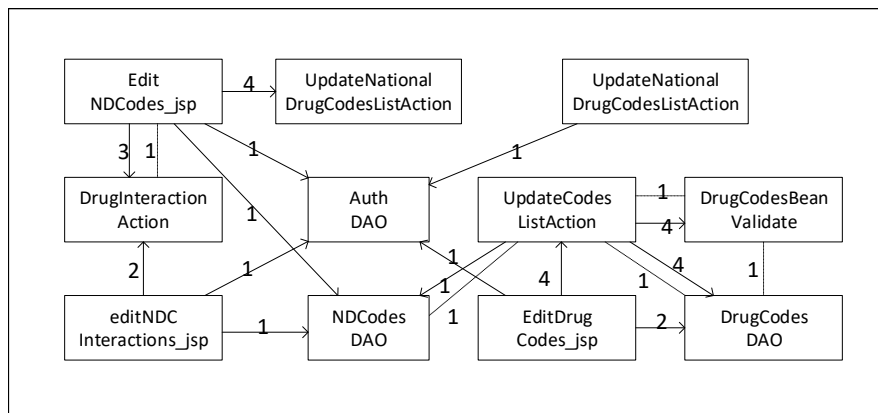 Edit
NDCodes_jsp
4
UpdateNational
DrugCodesListAction
UpdateNational
DrugCodesListAction
3
1
1
1
DrugInteraction
Action
1
Auth
DAO
UpdateCodes
ListAction
1
4
DrugCodesBean
Validate
2
1
1
1
4
4
1
1
editNDC
Interactions_jsp
1
NDCodes
DAO
1
EditDrug
Codes_jsp
2
DrugCodes
DAO